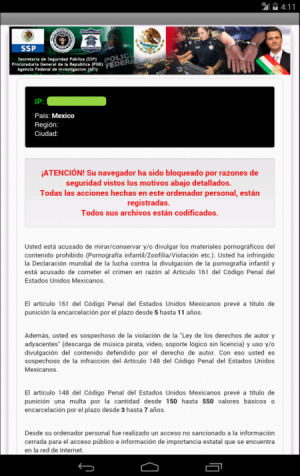 4:11
SSP
POLICIA
FEDERAL
Secretaria de Seguridad Pública (SSP)
Procuraduria General de la Republica (PGR)
Agencia Federal de Investigacion (AFI)
IP:
País: Mexico
Región:
Ciudad:
¡ATENCIÓN! Su navegador ha sido bloqueado por razones de
seguridad vistos los motivos abajo detallados.
Todas las acciones hechas en este ordenador personal, están
registradas.
Todos sus archivos están codificados.
Usted está acusado de mirar/conservar y/o divulgar los materiales pornográficos del
contenido prohibido (Pornografia infantil/Zoofilia/Violación etc.). Usted ha infringido
la Declaración mundial de la lucha contra la divulgación de la pornografia infantil y
está acusado de cometer el crimen en razón al Artículo 161 del Código Penal del
Estados Unidos Mexicanos.
El artículo 161 del Código Penal del Estados Unidos Mexicanos prevé a titulo de
punición la encarcelación por el plazo desde 5 hasta 11 años.
Además, usted es sospechoso de la violación de la "Ley de los derechos de autor y
adyacentes" (descarga de música pirata, video, soporte lógico sin licencia) y uso y/o
divulgación del contenido defendido por el derecho de autor. Con eso usted es
sospechoso de la infracción del Artículo 148 del Código Penal del Estados Unidos
Mexicanos.
El artículo 148 del Código Penal del Estados Unidos Mexicanos prevé a titulo de
punición una multa por la cantidad desde 150 hasta 550 valores básicos o
encarcelación por el plazo desde 3 hasta 7 años.
Desde su ordenador personal fue realizado un acceso no sancionado a la información
cerrada para el acceso público e información de importancia estatal que se encuentra
en la red de Internet.